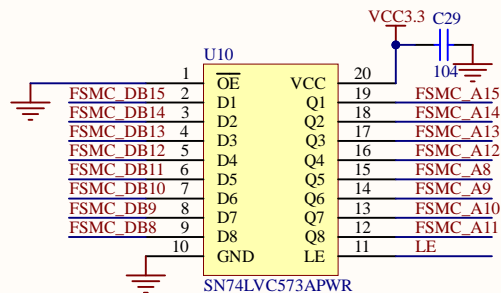 VCC3.3
C29
104
U10
1 OE VCC 20
FSMC_DB15 2 D1 Q1 19 FSMC_A15
FSMC_DB14 3 D2 Q2 18 FSMC_A14
FSMC_DB13 4 D3 Q3 17 FSMC_A13
FSMC_DB12 5 D4 Q4 16 FSMC_A12
FSMC_DB11 6 D5 Q5 15 FSMC_A8
FSMC_DB10 7 D6 Q6 14 FSMC_A9
FSMC_DB9 8 D7 Q7 13 FSMC_A10
FSMC_DB8 9 D8 Q8 12 FSMC_A11
10 GND LE 11 LE
SN74LVC573APWR